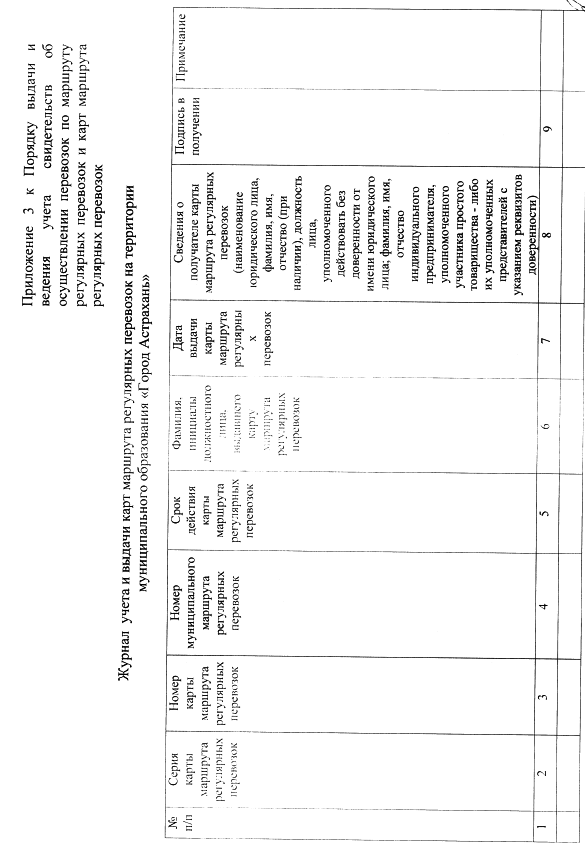 Приложение 3 к Порядку выдачи и
ведения учета свидетельств об
осуществлении перевозок по маршруту
регулярных перевозок и карт маршрута
регулярных перевозок
Журнал учета и выдачи карт маршрута регулярных перевозок на территории
муниципального образования «Город Астрахань»
№
п/п
Серия
карты
маршрута
регулярных
перевозок
Номер
карты
маршрута
регулярных
перевозок
Номер
муниципального
маршрута
регулярных
перевозок
Срок
действия
карты
маршрута
регулярных
перевозок
Фамилия,
инициалы
должностного
лица,
выдавшего
карту
маршрута
регулярных
перевозок
Дата
выдачи
карты
маршрута
регулярны
х
перевозок
Сведения о
получателе карты
маршрута регулярных
перевозок
(наименование
юридического лица,
фамилия, имя,
отчество (при
наличии), должность
лица,
уполномоченного
действовать без
доверенности от
имени юридического
лица; фамилия, имя,
отчество
индивидуального
предпринимателя,
уполномоченного
участника простого
товарищества - либо
их уполномоченных
представителей с
указанием реквизитов
доверенности)
Подпись в
получении
Примечание
1
2
3
4
5
6
7
8
9